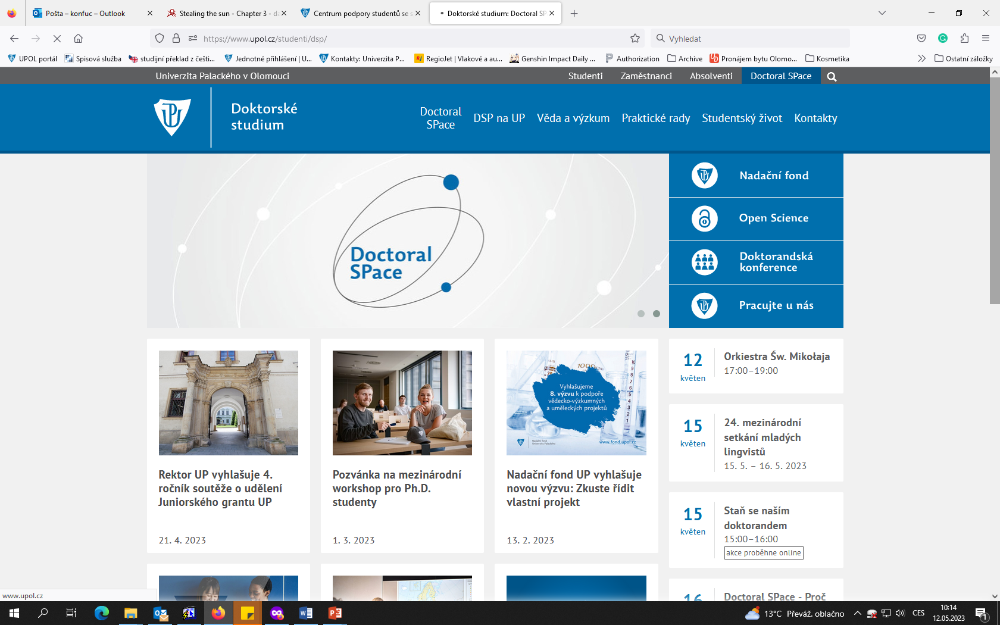 Pošta – konfuc – Outlook
Stealing the sun - Chapter 3 - da
Centrum podpory studentů se s
Doktorské studium: Doctoral SP
https://www.upol.cz/studenti/dsp/
Vyhledat
UPOL portál
Spisová služba
studijní překlad z češti...
Jednotné přihlášení | U...
Kontakty: Univerzita P...
RegioJet | Vlakové a au...
Genshin Impact Daily ...
Authorization
Archive
Pronájem bytu Olomo...
Kosmetika
Ostatní záložky
Univerzita Palackého v Olomouci
Studenti
Zaměstnanci
Absolventi
Doctoral SPace
Doktorské
studium
Doctoral
SPace
DSP na UP
Věda a výzkum
Praktické rady
Studentský život
Kontakty
Doctoral
SPace
Nadační fond
Open Science
Doktorandská
konference
Pracujte u nás
Vyhlašujeme
8. výzvu k podpoře
vědecko-výzkumných
a uměleckých projektů
Nadační fond
Univerzity Palackého
www.fond.upol.cz
Rektor UP vyhlašuje 4.
ročník soutěže o udělení
Juniorského grantu UP
21. 4. 2023
Pozvánka na mezinárodní
workshop pro Ph.D.
studenty
1. 3. 2023
Nadační fond UP vyhlašuje
novou výzvu: Zkuste řídit
vlastní projekt
13. 2. 2023
12
květen
Orkiestra Św. Mikołaja
17:00–19:00
15
květen
24. mezinárodní
setkání mladých
lingvistů
15. 5. – 16. 5. 2023
15
květen
Staň se naším
doktorandem
15:00–16:00
akce proběhne online
16
Doctoral SPace - Proč
www.upol.cz
13°C Převáž. oblačno
CES
10:14
12.05.2023
1